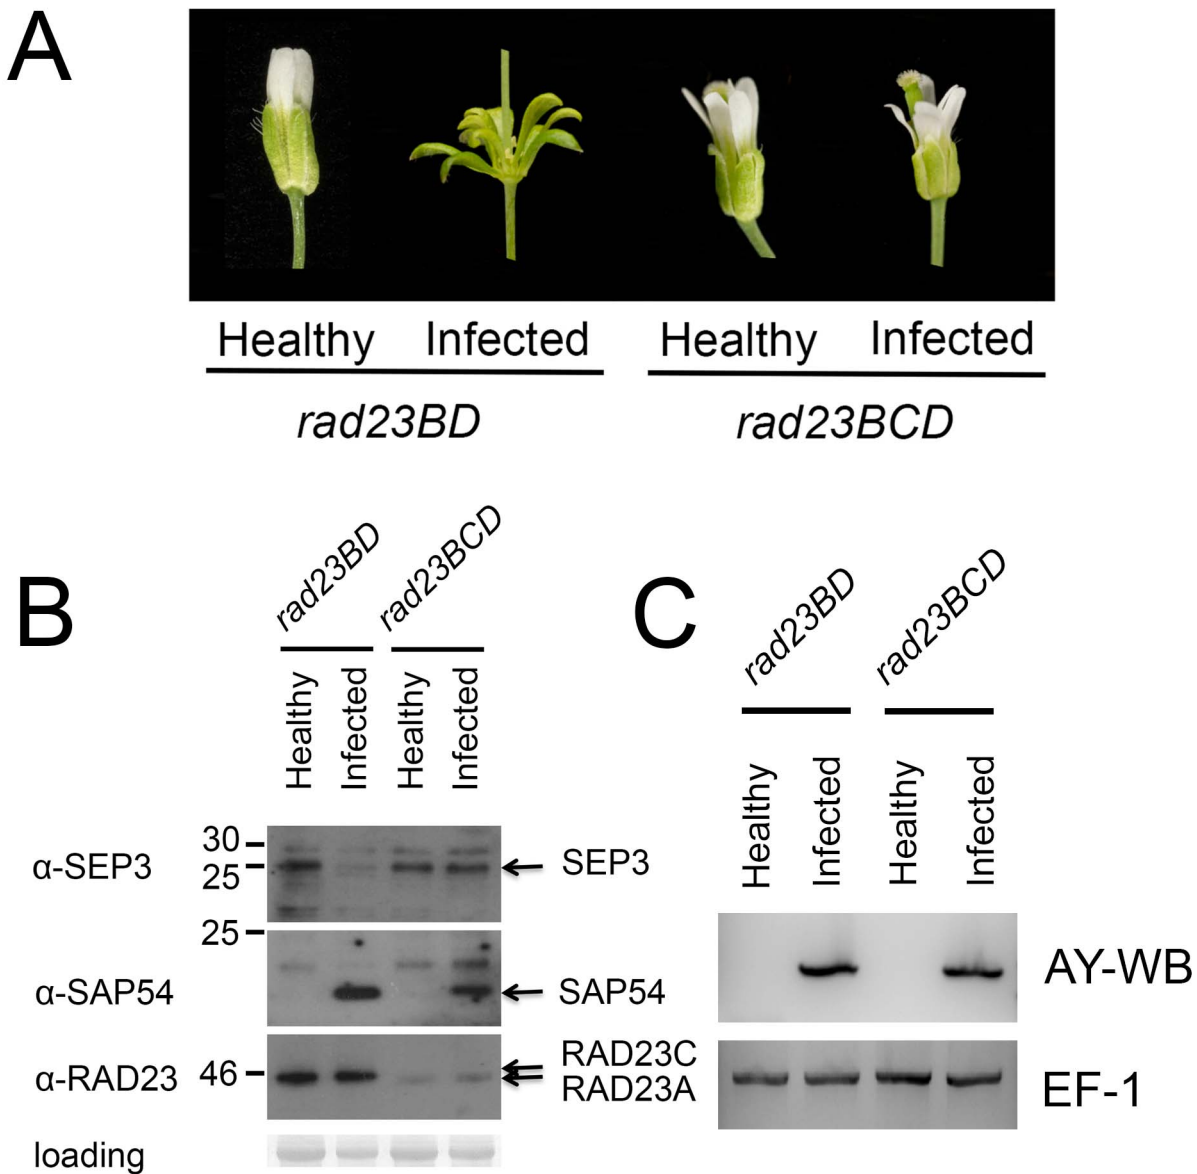 A
Healthy Infected Healthy Infected
rad23BD rad23BCD
B
rad23BD rad23BCD
Healthy Infected Healthy Infected
α-SEP3 30 25 SEP3
α-SAP54 25 SAP54
α-RAD23 46 RAD23C
RAD23A
loading
C
rad23BD rad23BCD
Healthy Infected Healthy Infected
AY-WB
EF-1